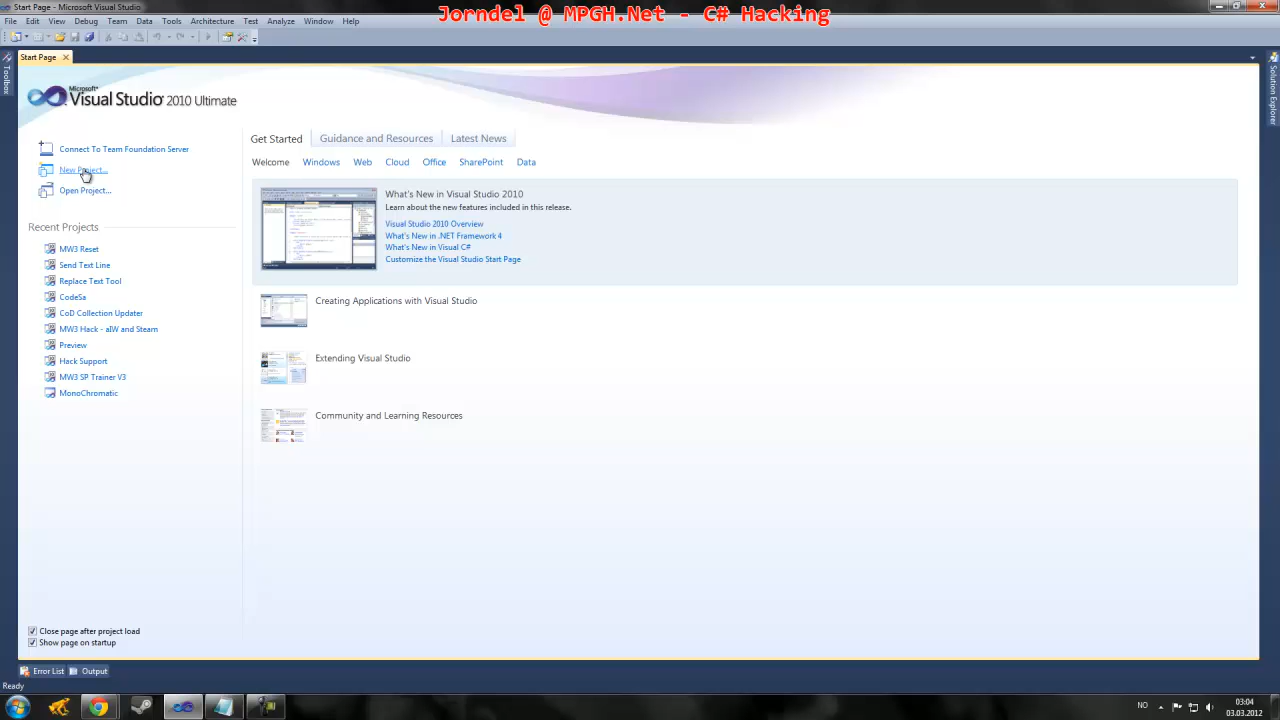 Start Page - Microsoft Visual Studio
Jorndel @ MPGH.Net - C# Hacking
File Edit View Debug Team Data Tools Architecture Test Analyze Window Help
Start Page
Toolbox
Solution Explorer
Microsoft®
Visual Studio 2010 Ultimate
Connect To Team Foundation Server
New Project...
Open Project...
Recent Projects
MW3 Reset
Send Text Line
Replace Text Tool
CodeSa
CoD Collection Updater
MW3 Hack - aIW and Steam
Preview
Hack Support
MW3 SP Trainer V3
MonoChromatic
Close page after project load
Show page on startup
Get Started Guidance and Resources Latest News
Welcome Windows Web Cloud Office SharePoint Data
What's New in Visual Studio 2010
Learn about the new features included in this release.
Visual Studio 2010 Overview
What's New in .NET Framework 4
What's New in Visual C#
Customize the Visual Studio Start Page
Creating Applications with Visual Studio
Extending Visual Studio
Community and Learning Resources
Error List Output
Ready
NO
03:04
03.03.2012